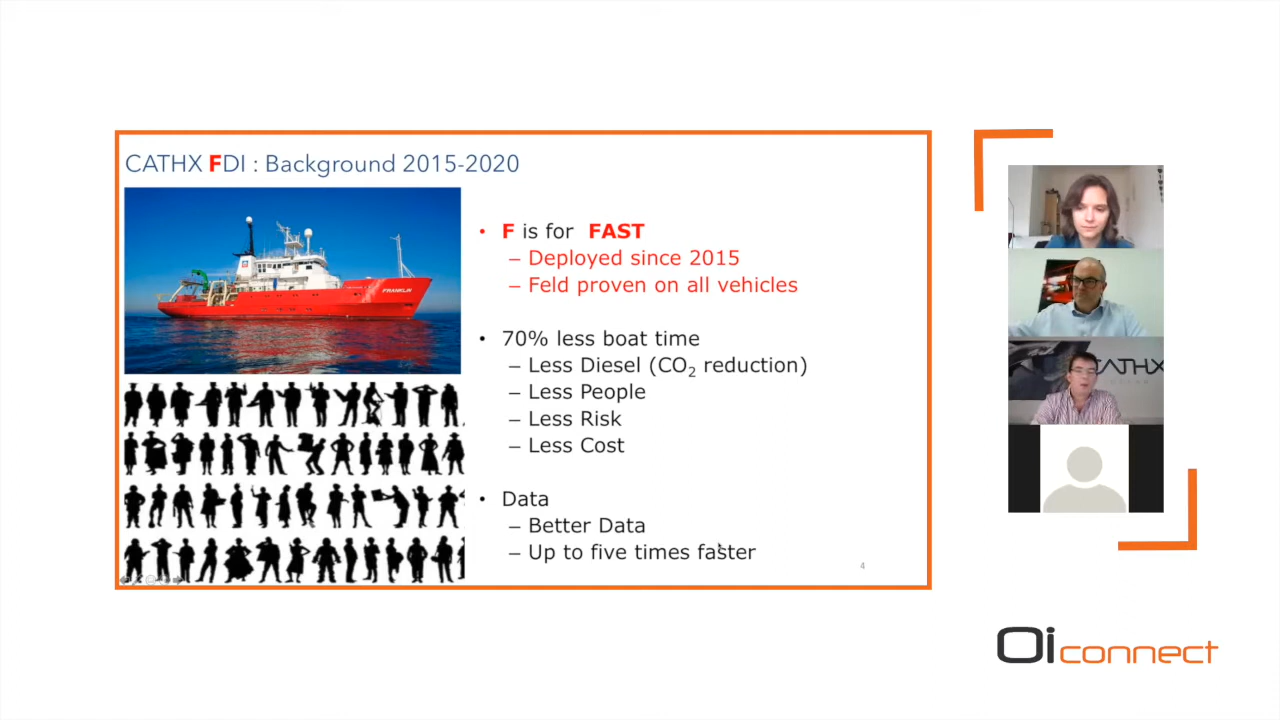 CATHX FDI : Background 2015-2020
FRANKLIN
• F is for FAST
– Deployed since 2015
– Feld proven on all vehicles
• 70% less boat time
– Less Diesel (CO₂ reduction)
– Less People
– Less Risk
– Less Cost
• Data
– Better Data
– Up to five times faster
4
CATHX
Oi connect